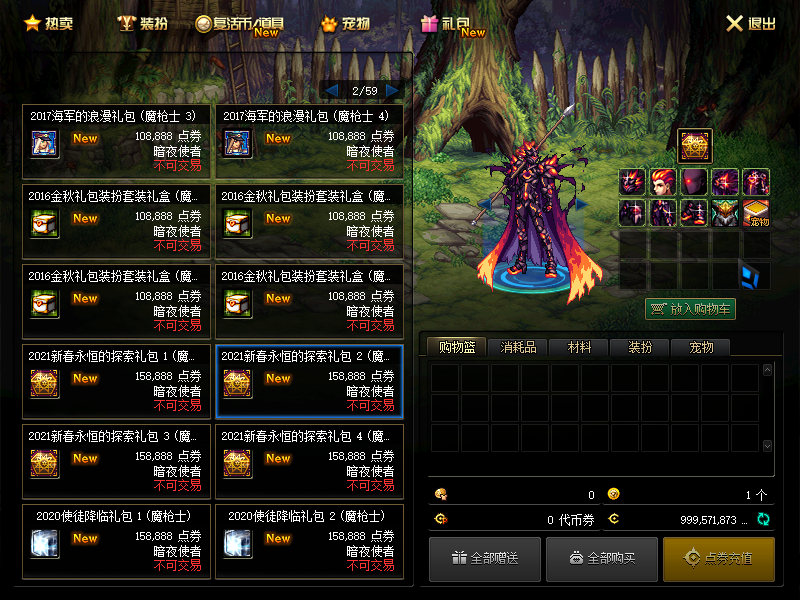 热卖
装扮
复活币/道具
New
宠物
礼包
New
退出
2/59
2017海军的浪漫礼包 (魔枪士 3)
New
108,888 点券
暗夜使者
不可交易
2017海军的浪漫礼包 (魔枪士 4)
New
108,888 点券
暗夜使者
不可交易
2016金秋礼包装扮套装礼盒 (魔...
New
108,888 点券
暗夜使者
不可交易
2016金秋礼包装扮套装礼盒 (魔...
New
108,888 点券
暗夜使者
不可交易
2016金秋礼包装扮套装礼盒 (魔...
New
108,888 点券
暗夜使者
不可交易
2016金秋礼包装扮套装礼盒 (魔...
New
108,888 点券
暗夜使者
不可交易
2021新春永恒的探索礼包 1 (魔...
New
158,888 点券
暗夜使者
不可交易
2021新春永恒的探索礼包 2 (魔...
New
158,888 点券
暗夜使者
不可交易
2021新春永恒的探索礼包 3 (魔...
New
158,888 点券
暗夜使者
不可交易
2021新春永恒的探索礼包 4 (魔...
New
158,888 点券
暗夜使者
不可交易
2020使徒降临礼包 1 (魔枪士)
New
158,888 点券
暗夜使者
不可交易
2020使徒降临礼包 2 (魔枪士)
New
158,888 点券
暗夜使者
不可交易
宠物
放入购物车
购物篮
消耗品
材料
装扮
宠物
0
1 个
0 代币券
999,571,873 ...
全部赠送
全部购买
点券充值